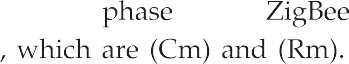 phase ZigBee
, which are (Cm) and (Rm).